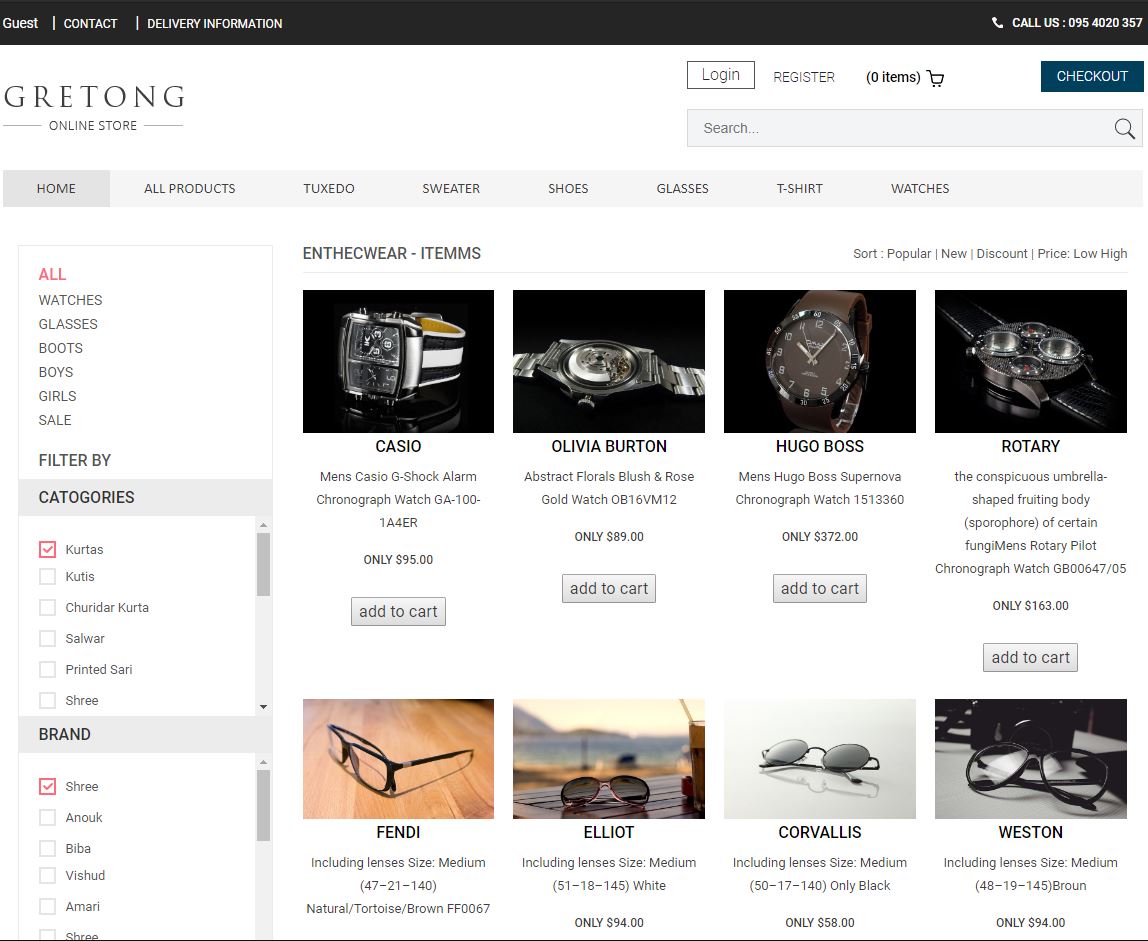 Guest | CONTACT | DELIVERY INFORMATION
CALL US : 095 4020 357
GRETONG
ONLINE STORE
Login REGISTER (0 items) CHECKOUT
Search...
HOME ALL PRODUCTS TUXEDO SWEATER SHOES GLASSES T-SHIRT WATCHES
ALL
WATCHES
GLASSES
BOOTS
BOYS
GIRLS
SALE
FILTER BY
CATOGORIES
Kurtas
Kutis
Churidar Kurta
Salwar
Printed Sari
Shree
BRAND
Shree
Anouk
Biba
Vishud
Amari
Shree
ENTHECWEAR - ITEMMS
Sort : Popular | New | Discount | Price: Low High
CASIO
Mens Casio G-Shock Alarm
Chronograph Watch GA-100-
1A4ER
ONLY $95.00
add to cart
OLIVIA BURTON
Abstract Florals Blush & Rose
Gold Watch OB16VM12
ONLY $89.00
add to cart
HUGO BOSS
Mens Hugo Boss Supernova
Chronograph Watch 1513360
ONLY $372.00
add to cart
ROTARY
the conspicuous umbrella-
shaped fruiting body
(sporophore) of certain
fungiMens Rotary Pilot
Chronograph Watch GB00647/05
ONLY $163.00
add to cart
FENDI
Including lenses Size: Medium
(47–21–140)
Natural/Tortoise/Brown FF0067
ELLIOT
Including lenses Size: Medium
(51–18–145) White
ONLY $94.00
CORVALLIS
Including lenses Size: Medium
(50–17–140) Only Black
ONLY $58.00
WESTON
Including lenses Size: Medium
(48–19–145)Broun
ONLY $94.00